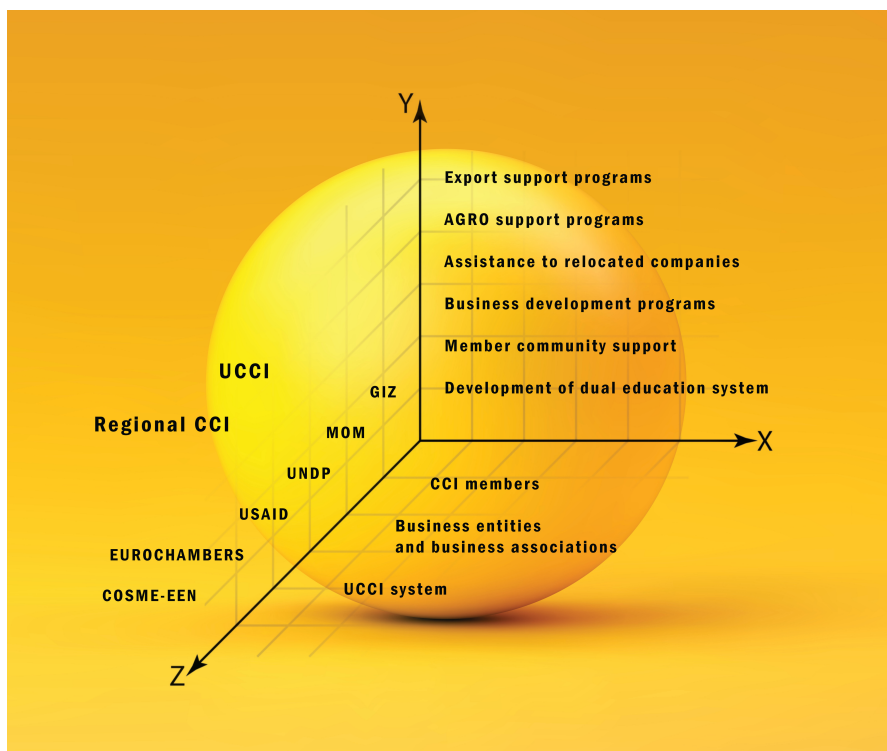 Y
Export support programs
AGRO support programs
Assistance to relocated companies
Business development programs
Member community support
Development of dual education system
X
UCCI
Regional CCI
GIZ
MOM
UNDP
USAID
EUROCHAMBERS
COSME-EEN
CCI members
Business entities
and business associations
UCCI system
Z